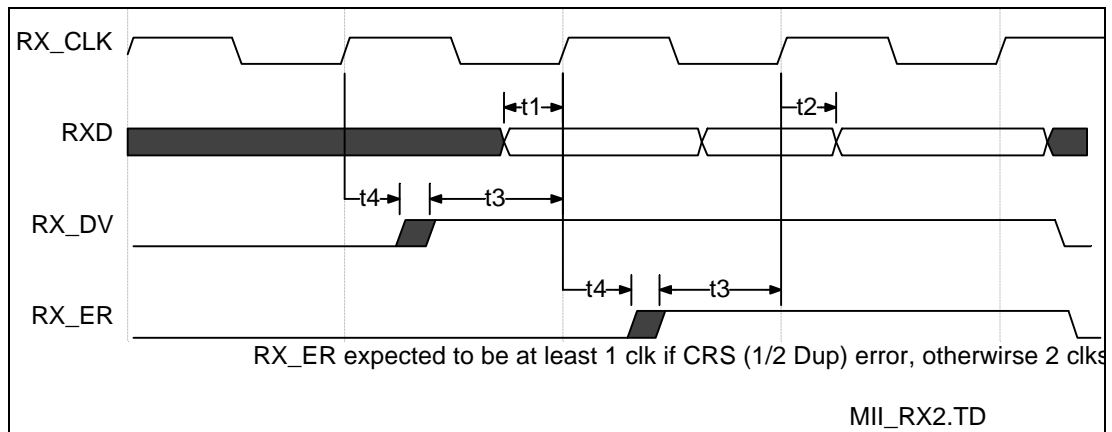 RX_CLK
t1
t2
RXD
t4
t3
RX_DV
t4
t3
RX_ER
RX_ER expected to be at least 1 clk if CRS (1/2 Dup) error, otherwirse 2 clks
MII_RX2.TD